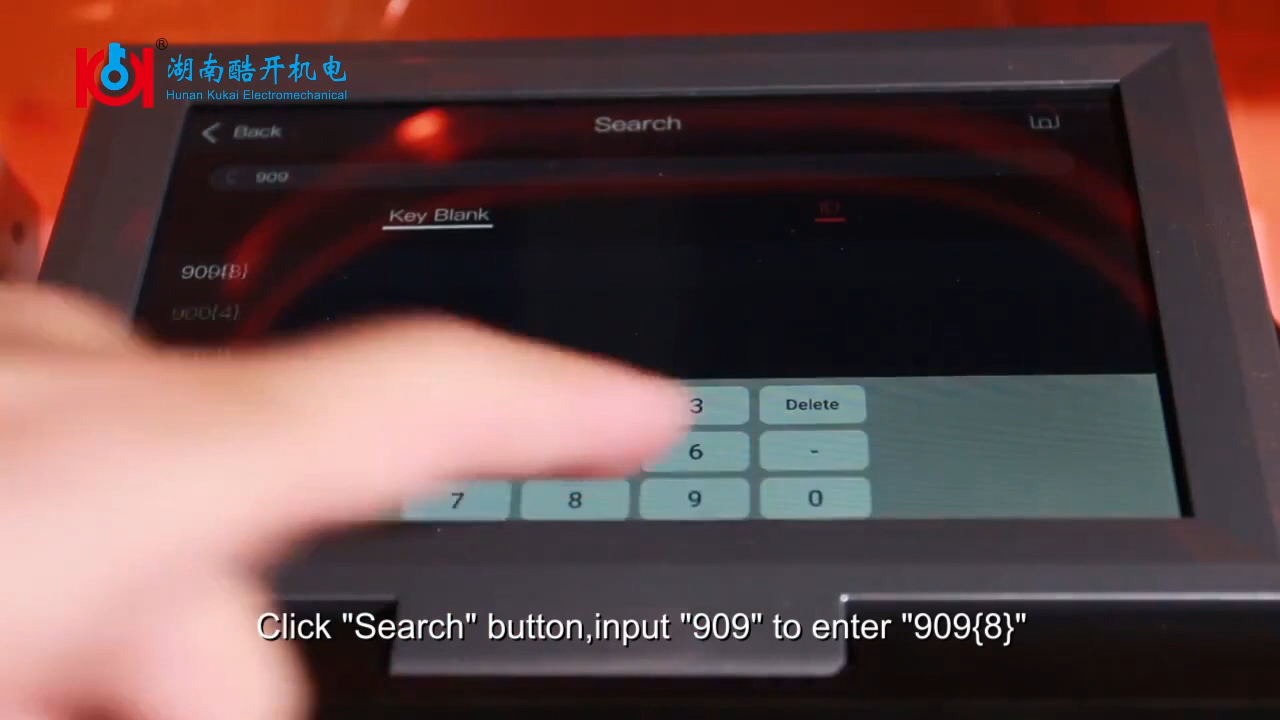 湖南酷开机电
®
Hunan Kukai Electromechanical
Back
Search
909
Key Blank
ID
909{8}
900{4}
3
Delete
6
-
7
8
9
0
Click "Search" button,input "909" to enter "909{8}"